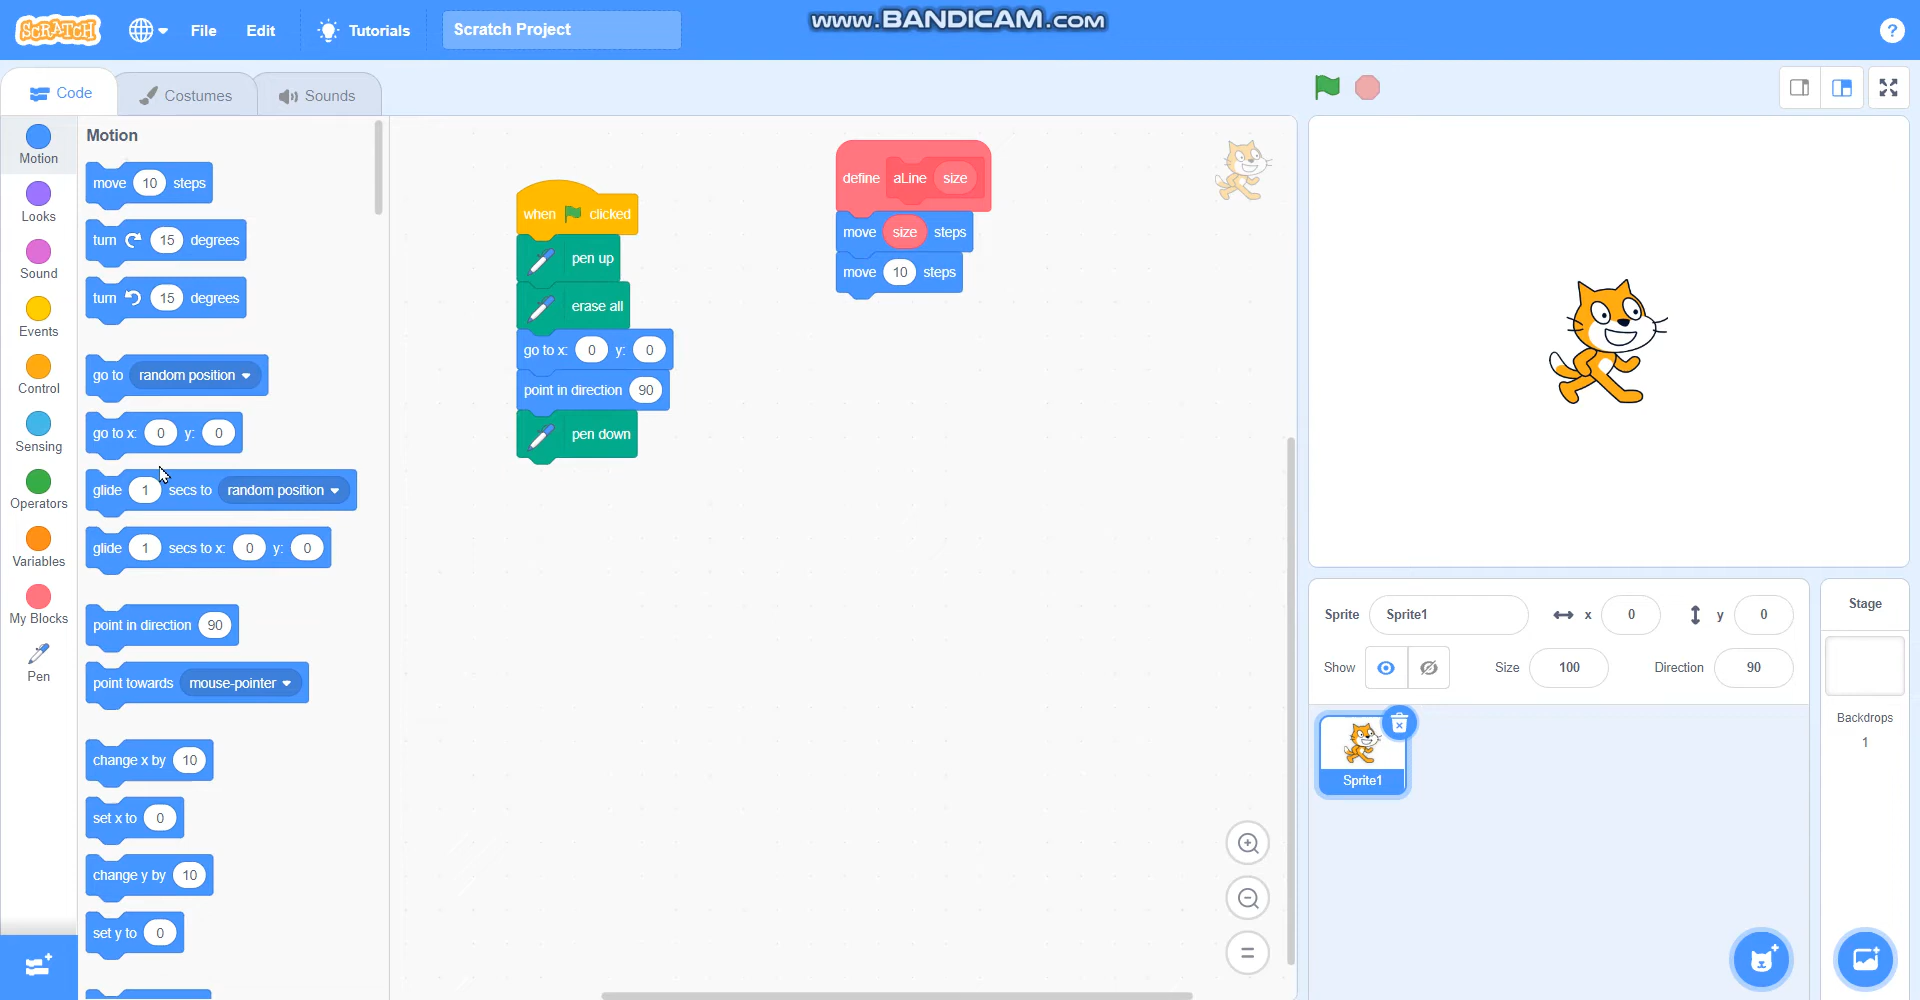 SCRATCH
File
Edit
Tutorials
Scratch Project
www.BANDICAM.com
?
Code
Costumes
Sounds
Motion
Looks
Sound
Events
Control
Sensing
Operators
Variables
My Blocks
Pen
Motion
move 10 steps
turn 15 degrees
turn 15 degrees
go to random position
go to x: 0 y: 0
glide 1 secs to random position
glide 1 secs to x: 0 y: 0
point in direction 90
point towards mouse-pointer
change x by 10
set x to 0
change y by 10
set y to 0
when clicked
pen up
erase all
go to x: 0 y: 0
point in direction 90
pen down
define aLine size
move size steps
move 10 steps
Sprite Sprite1 x 0 y 0
Show Size 100 Direction 90
Sprite1
Stage
Backdrops
1